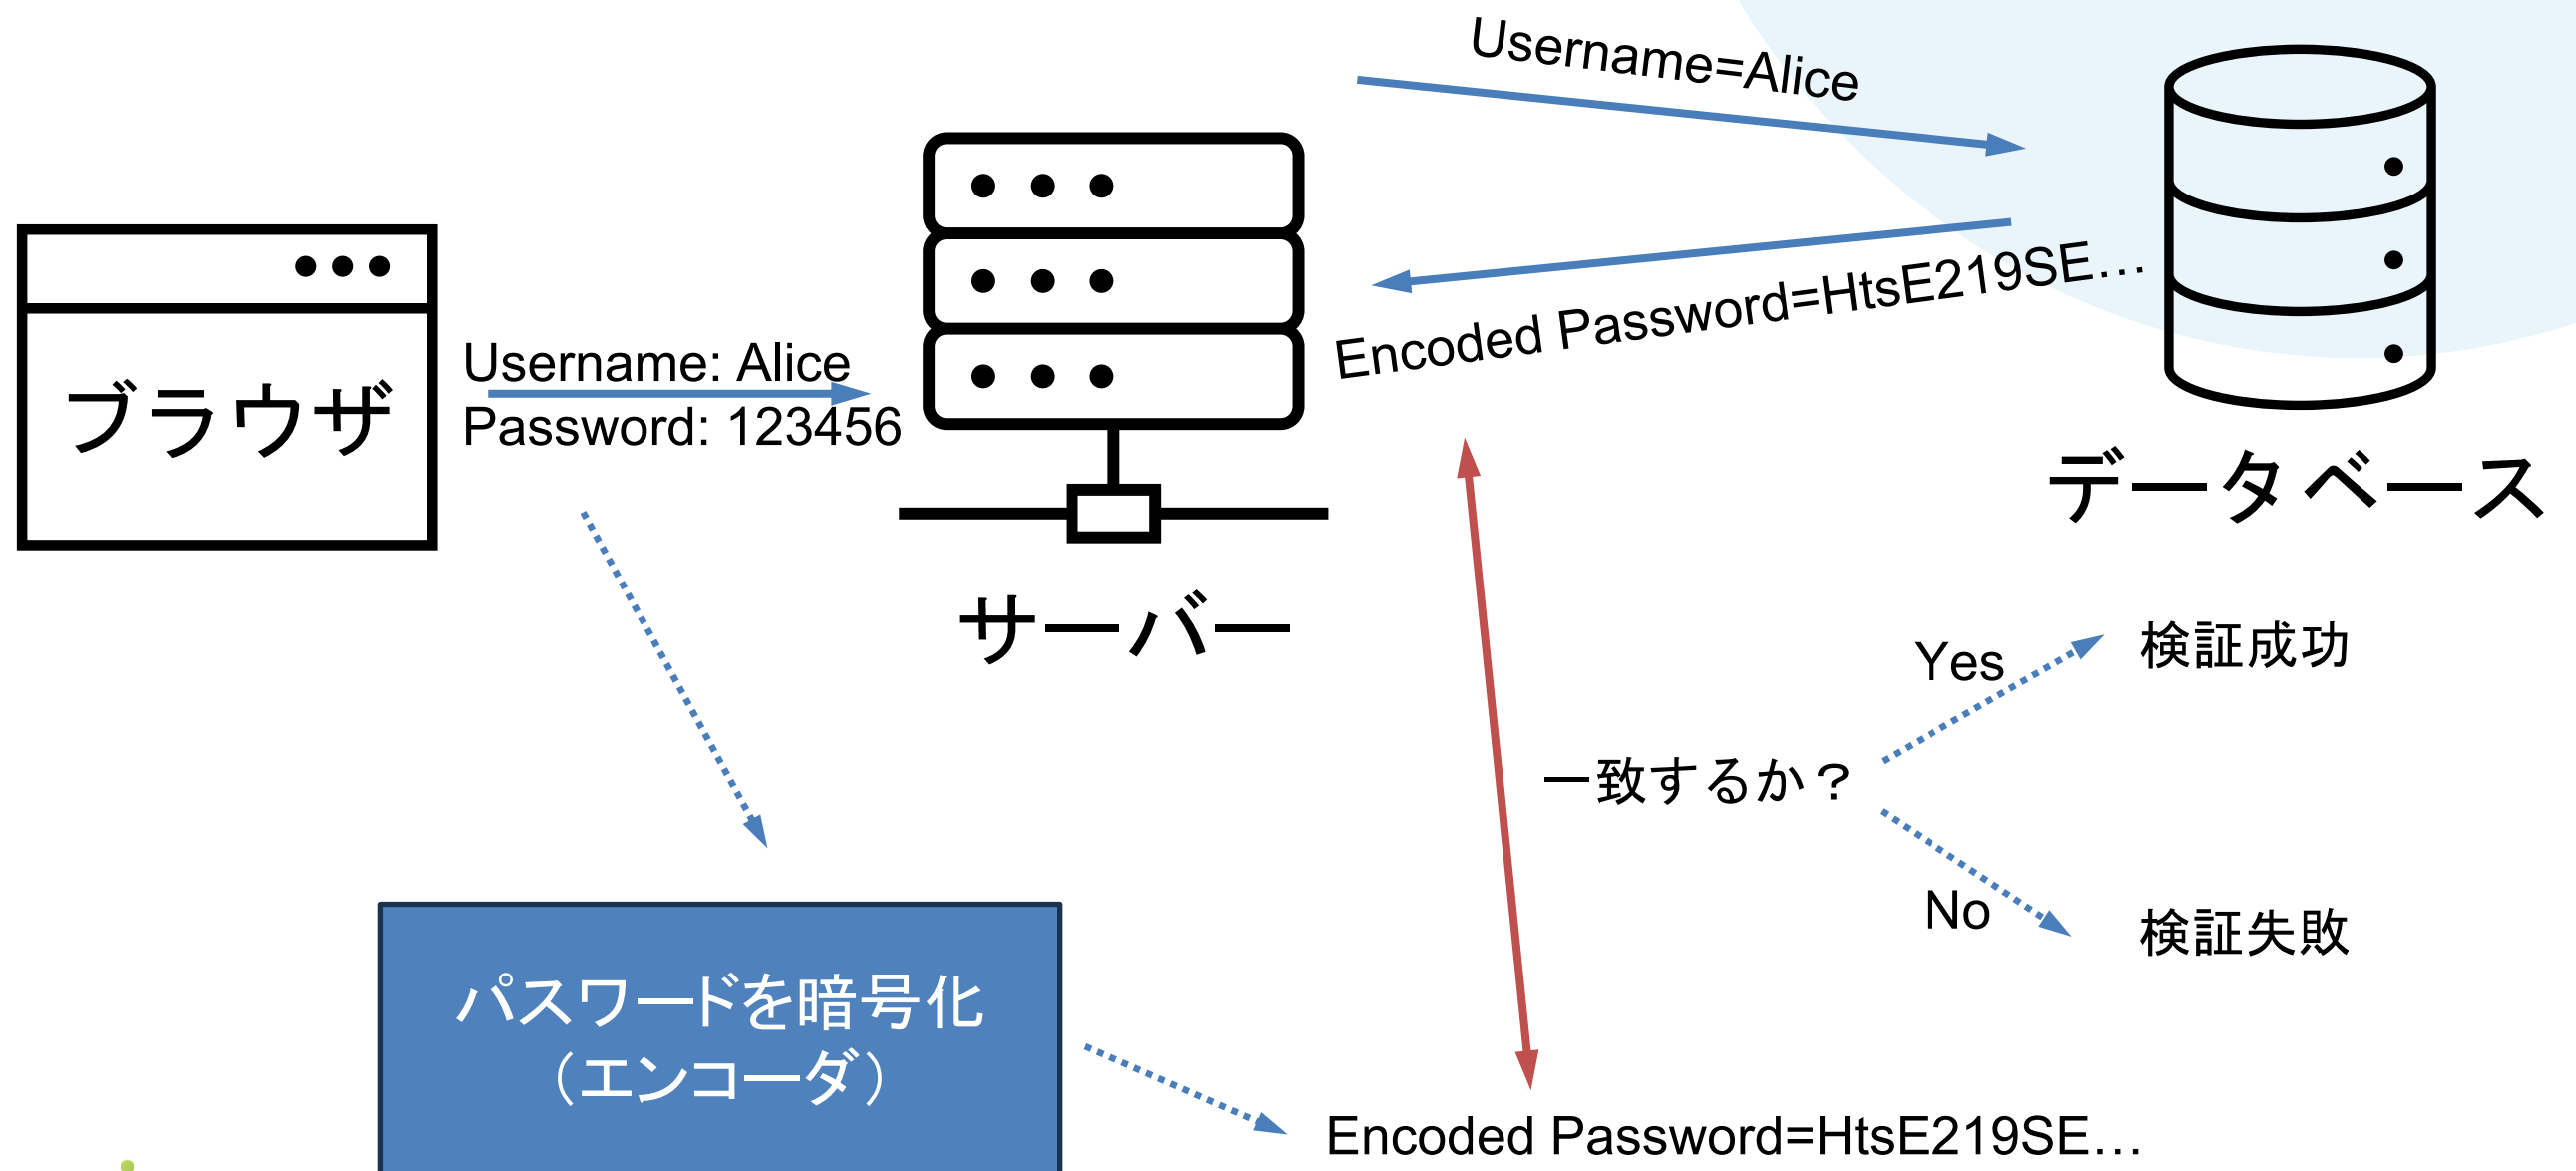 Username=Alice
Encoded Password=HtsE219SE…
ブラウザ
Username: Alice
Password: 123456
サーバー
データベース
Yes
検証成功
一致するか？
No
検証失敗
パスワードを暗号化
（エンコーダ）
Encoded Password=HtsE219SE…